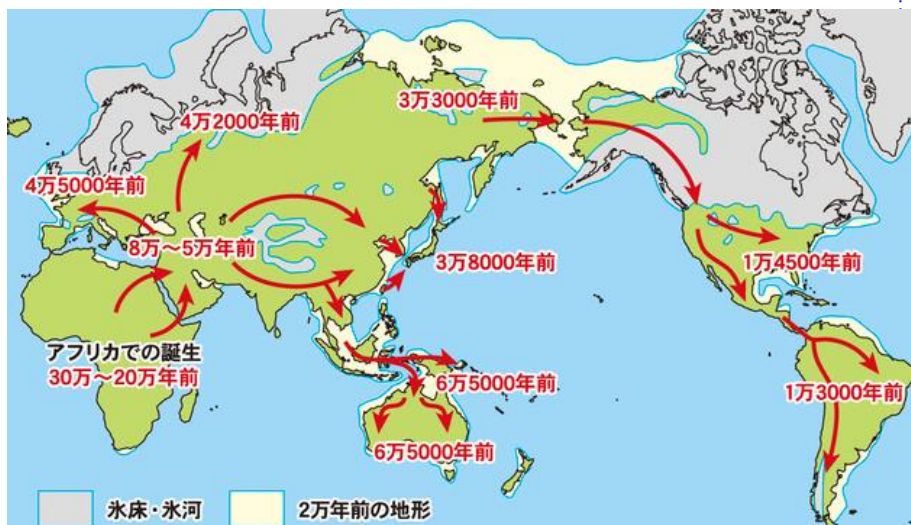 3万3000年前
4万2000年前
4万5000年前
8万～5万年前
3万8000年前
1万4500年前
アフリカでの誕生
30万～20万年前
6万5000年前
1万3000年前
6万5000年前
氷床・氷河
2万年前の地形